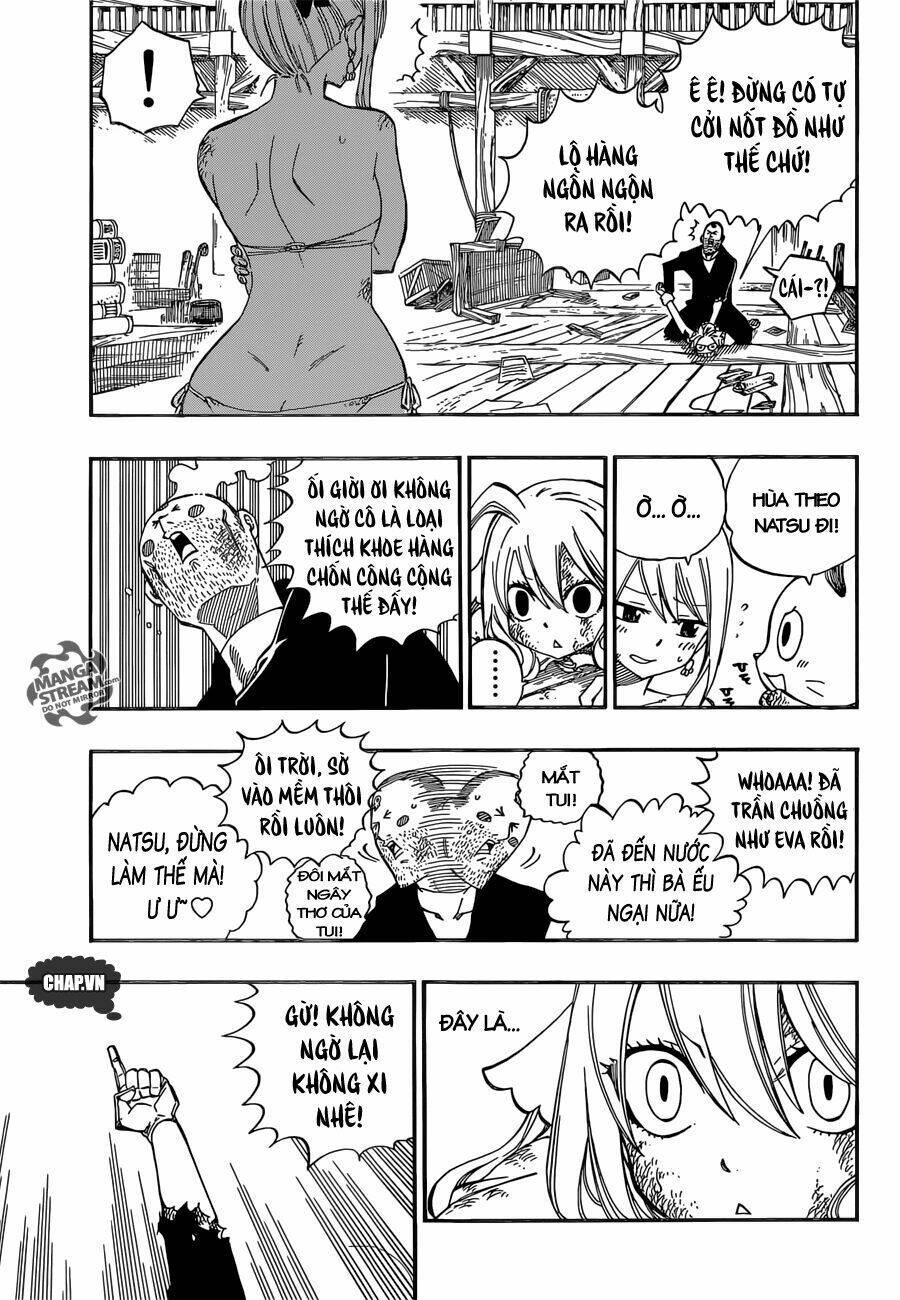 Ê Ê! ĐỪNG CÓ TỰ
CỞI NỐT ĐỒ NHƯ
THẾ CHỨ!
LỘ HÀNG
NGỒN NGỘN
RA RỒI!
!
CÁI-?!
HÙA THEO
NATSU ĐI!
Ờ... Ờ...
......
ỐI GIỜI ƠI KHÔNG
NGỜ CÔ LÀ LOẠI
THÍCH KHOE HÀNG
CHỐN CÔNG CỘNG
THẾ ĐẤY!
MANGA
STREAM.com
DO NOT MIRROR
WHOAAA! ĐÃ
TRẦN CHUỒNG
NHƯ EVA RỒI!
ĐÃ ĐẾN NƯỚC
NÀY THÌ BÀ ẾU
NGẠI NỮA!
MẮT
TUI!
ÔI TRỜI, SỜ
VÀO MỀM THÔI
RỒI LUÔN!
ĐÔI MẮT
NGÂY
THƠ CỦA
TUI!
NATSU, ĐỪNG
LÀM THẾ MÀ!
Ư Ư~♡
ĐÂY LÀ...
GỪ! KHÔNG
NGỜ LẠI
KHÔNG XI
NHÊ!
CHAP.VN